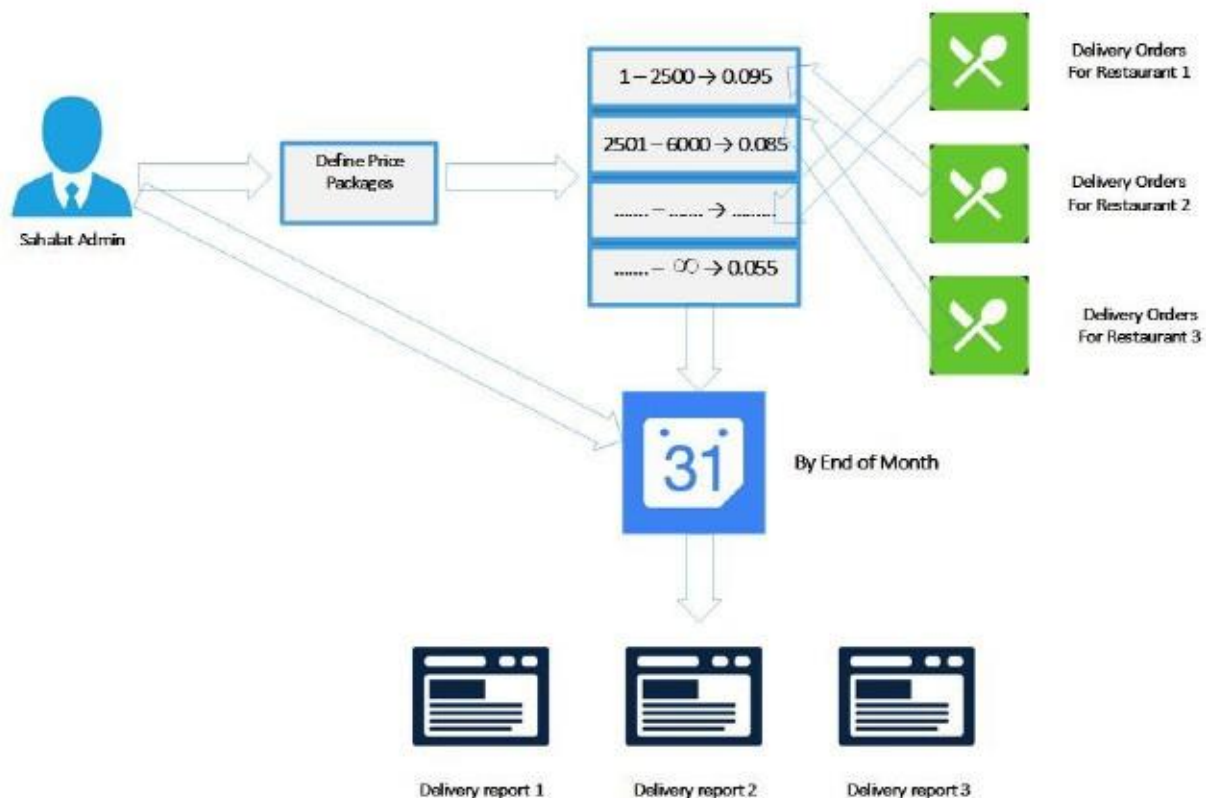 1 – 2500 → 0.095
Delivery Orders
For Restaurant 1
Define Price
Packages
2501 – 6000 → 0.085
Sahalat Admin
........ – ........ → ..........
Delivery Orders
For Restaurant 2
........ – ∞ → 0.055
Delivery Orders
For Restaurant 3
31
By End of Month
Delivery report 1
Delivery report 2
Delivery report 3